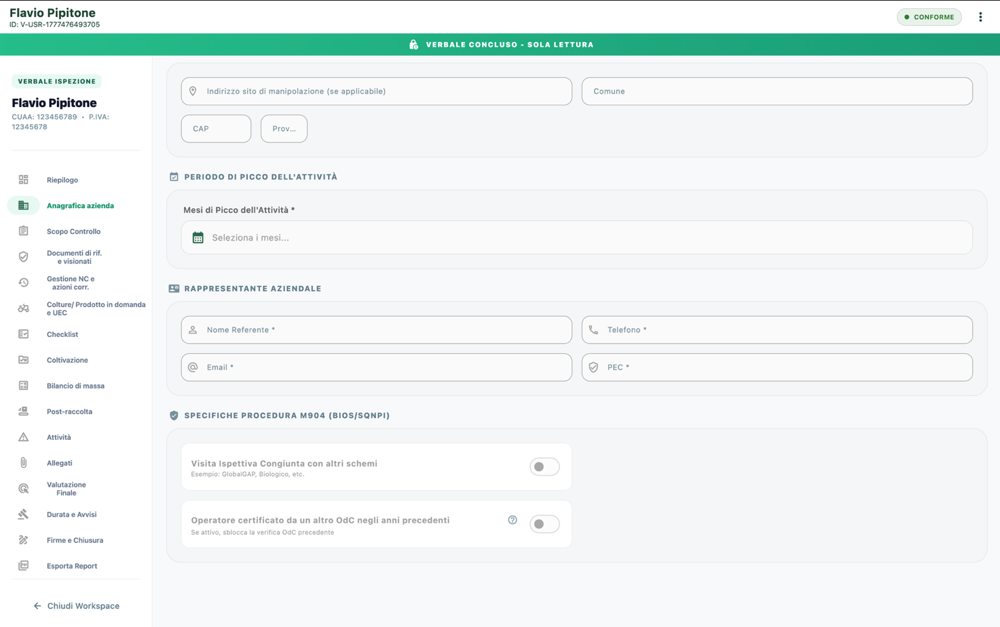 Flavio Pipitone
ID: V-USR-1777476493705
CONFORME
VERBALE CONCLUSO - SOLA LETTURA
VERBALE ISPEZIONE
Flavio Pipitone
CUAA: 123456789 • P.IVA:
12345678
Riepilogo
Anagrafica azienda
Scopo Controllo
Documenti di rif.
e visionati
Gestione NC e
azioni corr.
Colture/ Prodotto in domanda
e UEC
Checklist
Coltivazione
Bilancio di massa
Post-raccolta
Attività
Allegati
Valutazione
Finale
Durata e Avvisi
Firme e Chiusura
Esporta Report
Chiudi Workspace
Indirizzo sito di manipolazione (se applicabile)
Comune
CAP
Prov...
PERIODO DI PICCO DELL'ATTIVITÀ
Mesi di Picco dell'Attività *
Seleziona i mesi...
RAPPRESENTANTE AZIENDALE
Nome Referente *
Telefono *
Email *
PEC *
SPECIFICHE PROCEDURA M904 (BIOS/SQNPI)
Visita Ispettiva Congiunta con altri schemi
Esempio: GlobalGAP, Biologico, etc.
Operatore certificato da un altro OdC negli anni precedenti
Se attivo, sblocca la verifica OdC precedente